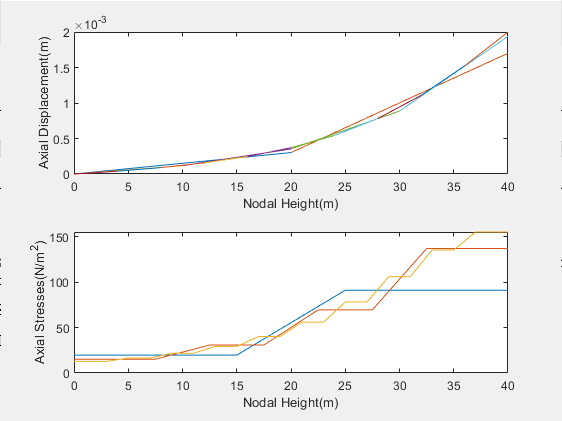 ×10⁻³
2
1.5
1
0.5
0
Axial Displacement(m)
0 5 10 15 20 25 30 35 40
Nodal Height(m)
150
100
50
0
Axial Stresses(N/m²)
0 5 10 15 20 25 30 35 40
Nodal Height(m)